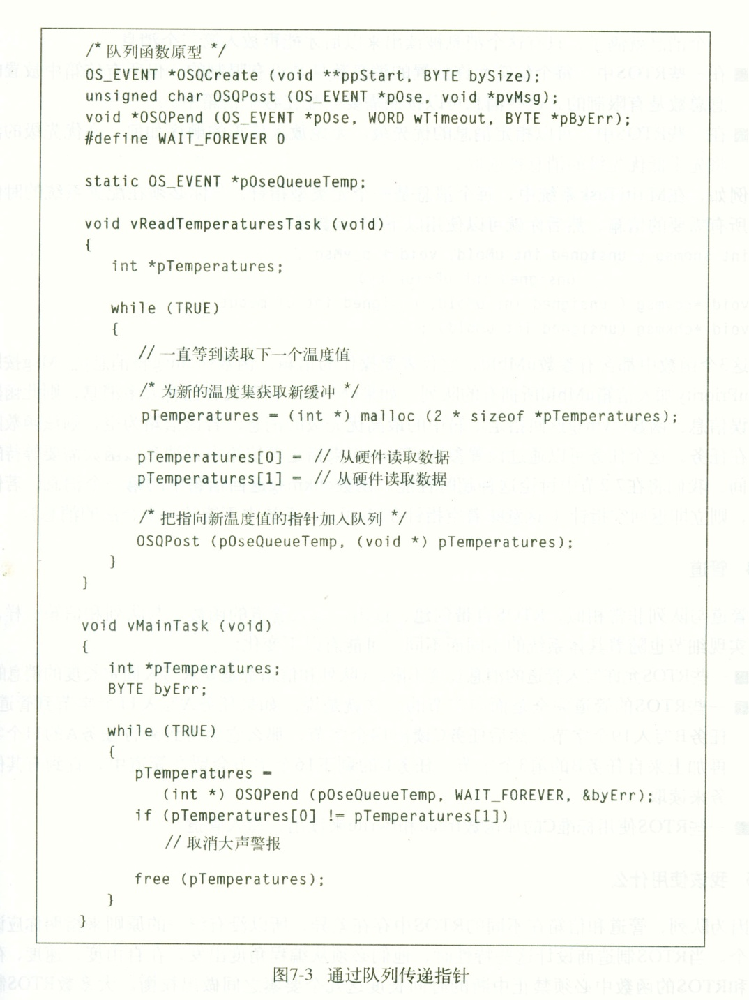 /* 队列函数原型 */
OS_EVENT *OSQCreate (void **ppStart, BYTE bySize);
unsigned char OSQPost (OS_EVENT *pOse, void *pvMsg);
void *OSQPend (OS_EVENT *pOse, WORD wTimeout, BYTE *pByErr);
#define WAIT_FOREVER 0
static OS_EVENT *pOseQueueTemp;
void vReadTemperaturesTask (void)
{
int *pTemperatures;
while (TRUE)
{
// 一直等到读取下一个温度值
/* 为新的温度集获取新缓冲 */
pTemperatures = (int *) malloc (2 * sizeof *pTemperatures);
pTemperatures[0] = // 从硬件读取数据
pTemperatures[1] = // 从硬件读取数据
/* 把指向新温度值的指针加入队列 */
OSQPost (pOseQueueTemp, (void *) pTemperatures);
}
}
void vMainTask (void)
{
int *pTemperatures;
BYTE byErr;
while (TRUE)
{
pTemperatures =
(int *) OSQPend (pOseQueueTemp, WAIT_FOREVER, &byErr);
if (pTemperatures[0] != pTemperatures[1])
// 取消大声警报
free (pTemperatures);
}
}
图7-3 通过队列传递指针